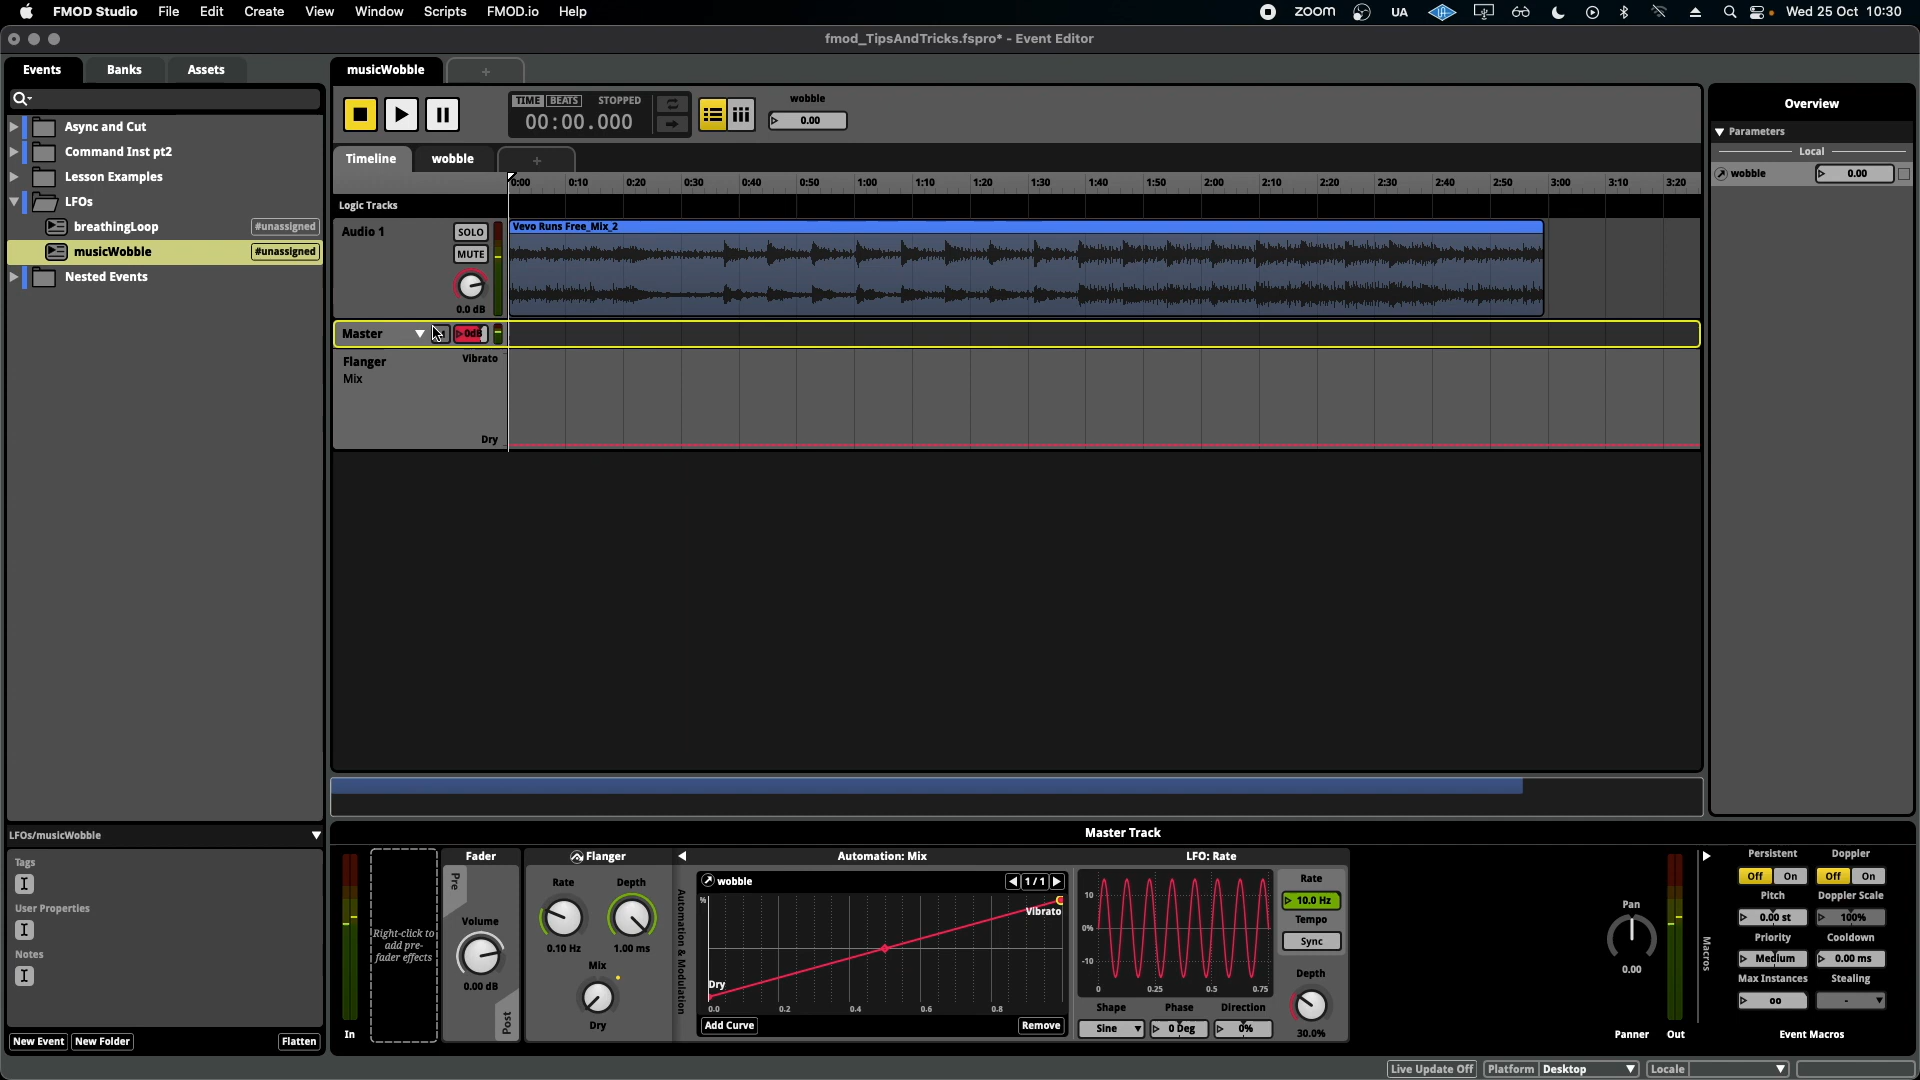 FMOD Studio File Edit Create View Window Scripts FMOD.io Help zoom UA Wed 25 Oct 10:30
fmod_TipsAndTricks.fspro* - Event Editor
Events Banks Assets musicWobble +
Overview
TIME BEATS STOPPED
00:00.000
wobble
0.00
Parameters
Local
wobble 0.00
Async and Cut
Command Inst pt2
Lesson Examples
LFOs
breathingLoop #unassigned
musicWobble #unassigned
Nested Events
Timeline wobble +
0:00 0:10 0:20 0:30 0:40 0:50 1:00 1:10 1:20 1:30 1:40 1:50 2:00 2:10 2:20 2:30 2:40 2:50 3:00 3:10 3:20
Logic Tracks
Audio 1 SOLO
MUTE
0.0 dB
Vevo Runs Free_Mix_2
Master 0dB
Flanger Vibrato
Mix
Dry
LFOs/musicWobble
Tags
User Properties
Notes
New Event New Folder Flatten
Master Track
In
Right-click to
add pre-
fader effects
Fader
Pre
Volume
0.00 dB
Post
Flanger
Rate Depth
0.10 Hz 1.00 ms
Mix
Dry
Automation & Modulation
Automation: Mix
wobble 1/1
%
Vibrato
Dry
0.0 0.2 0.4 0.6 0.8
Add Curve Remove
LFO: Rate
10
0%
-10
0 0.25 0.5 0.75
Rate
10.0 Hz
Tempo
Sync
Depth
30.0%
Shape Phase Direction
Sine 0 Deg 0%
Pan
0.00
Panner Out
Macros
Persistent Doppler
Off On Off On
Pitch Doppler Scale
0.00 st 100%
Priority Cooldown
Medium 0.00 ms
Max Instances Stealing
oo -
Event Macros
Live Update Off Platform Desktop Locale